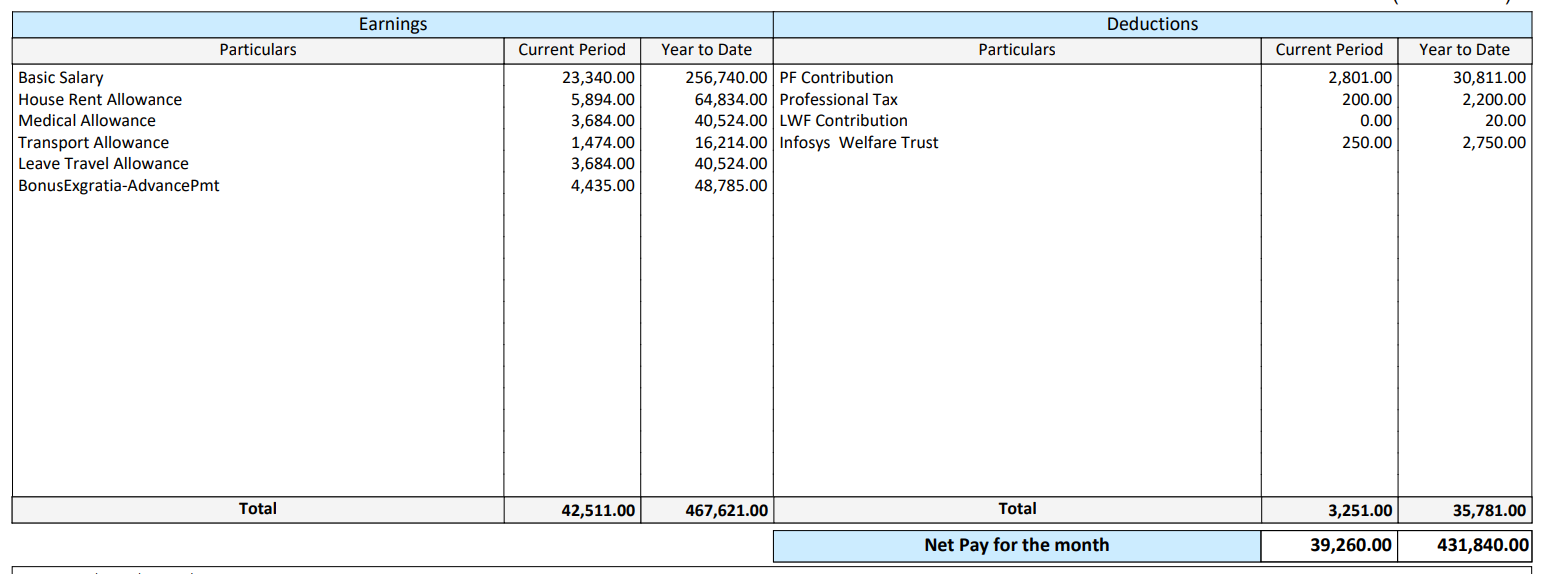 Earnings Deductions
Particulars Current Period Year to Date Particulars Current Period Year to Date
Basic Salary 23,340.00 256,740.00 PF Contribution 2,801.00 30,811.00
House Rent Allowance 5,894.00 64,834.00 Professional Tax 200.00 2,200.00
Medical Allowance 3,684.00 40,524.00 LWF Contribution 0.00 20.00
Transport Allowance 1,474.00 16,214.00 Infosys Welfare Trust 250.00 2,750.00
Leave Travel Allowance 3,684.00 40,524.00
BonusExgratia-AdvancePmt 4,435.00 48,785.00
Total 42,511.00 467,621.00 Total 3,251.00 35,781.00
Net Pay for the month 39,260.00 431,840.00